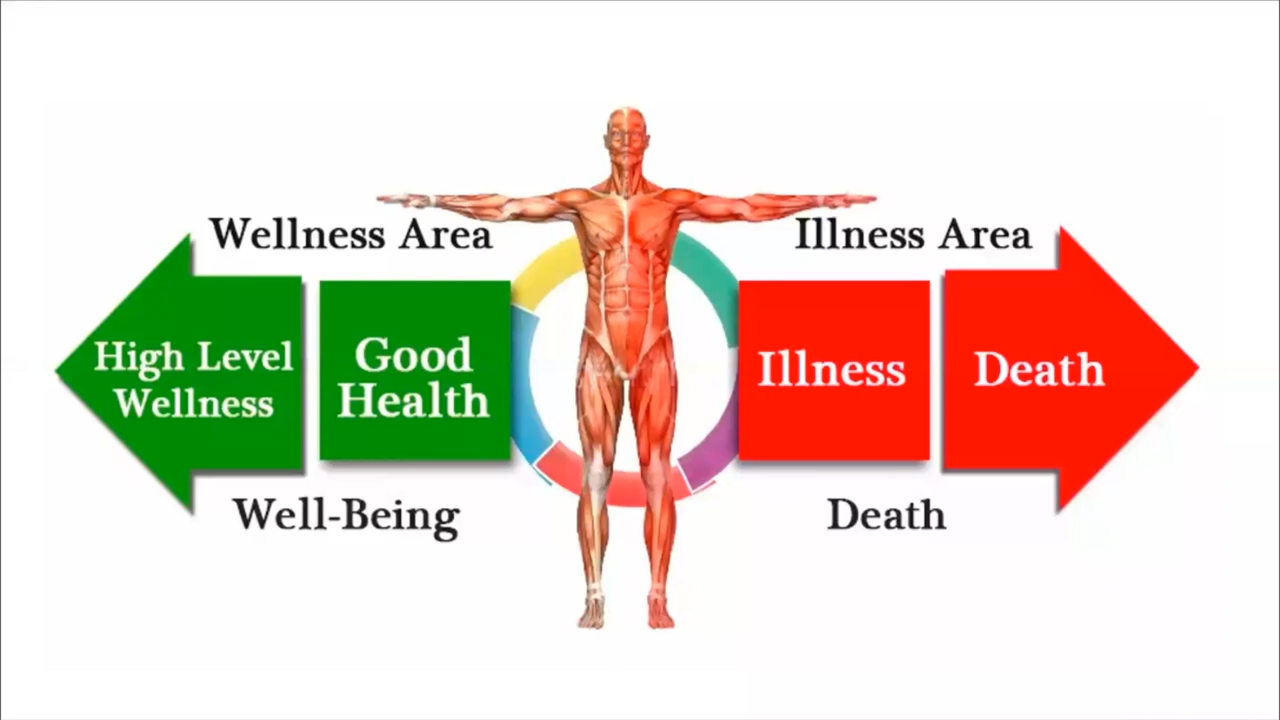 Wellness Area
Illness Area
High Level
Wellness
Good
Health
Illness
Death
Well-Being
Death